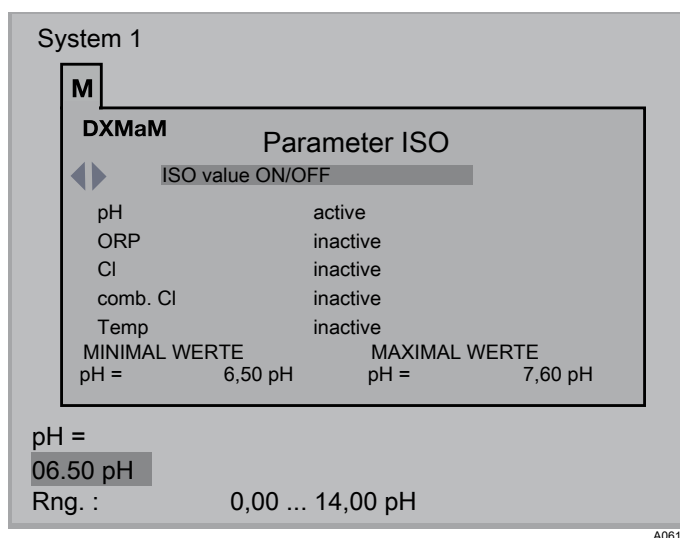 System 1
M
DXMaM
Parameter ISO
ISO value ON/OFF
pH active
ORP inactive
Cl inactive
comb. Cl inactive
Temp inactive
MINIMAL WERTE MAXIMAL WERTE
pH = 6,50 pH pH = 7,60 pH
pH =
06.50 pH
Rng. : 0,00 ... 14,00 pH
A061